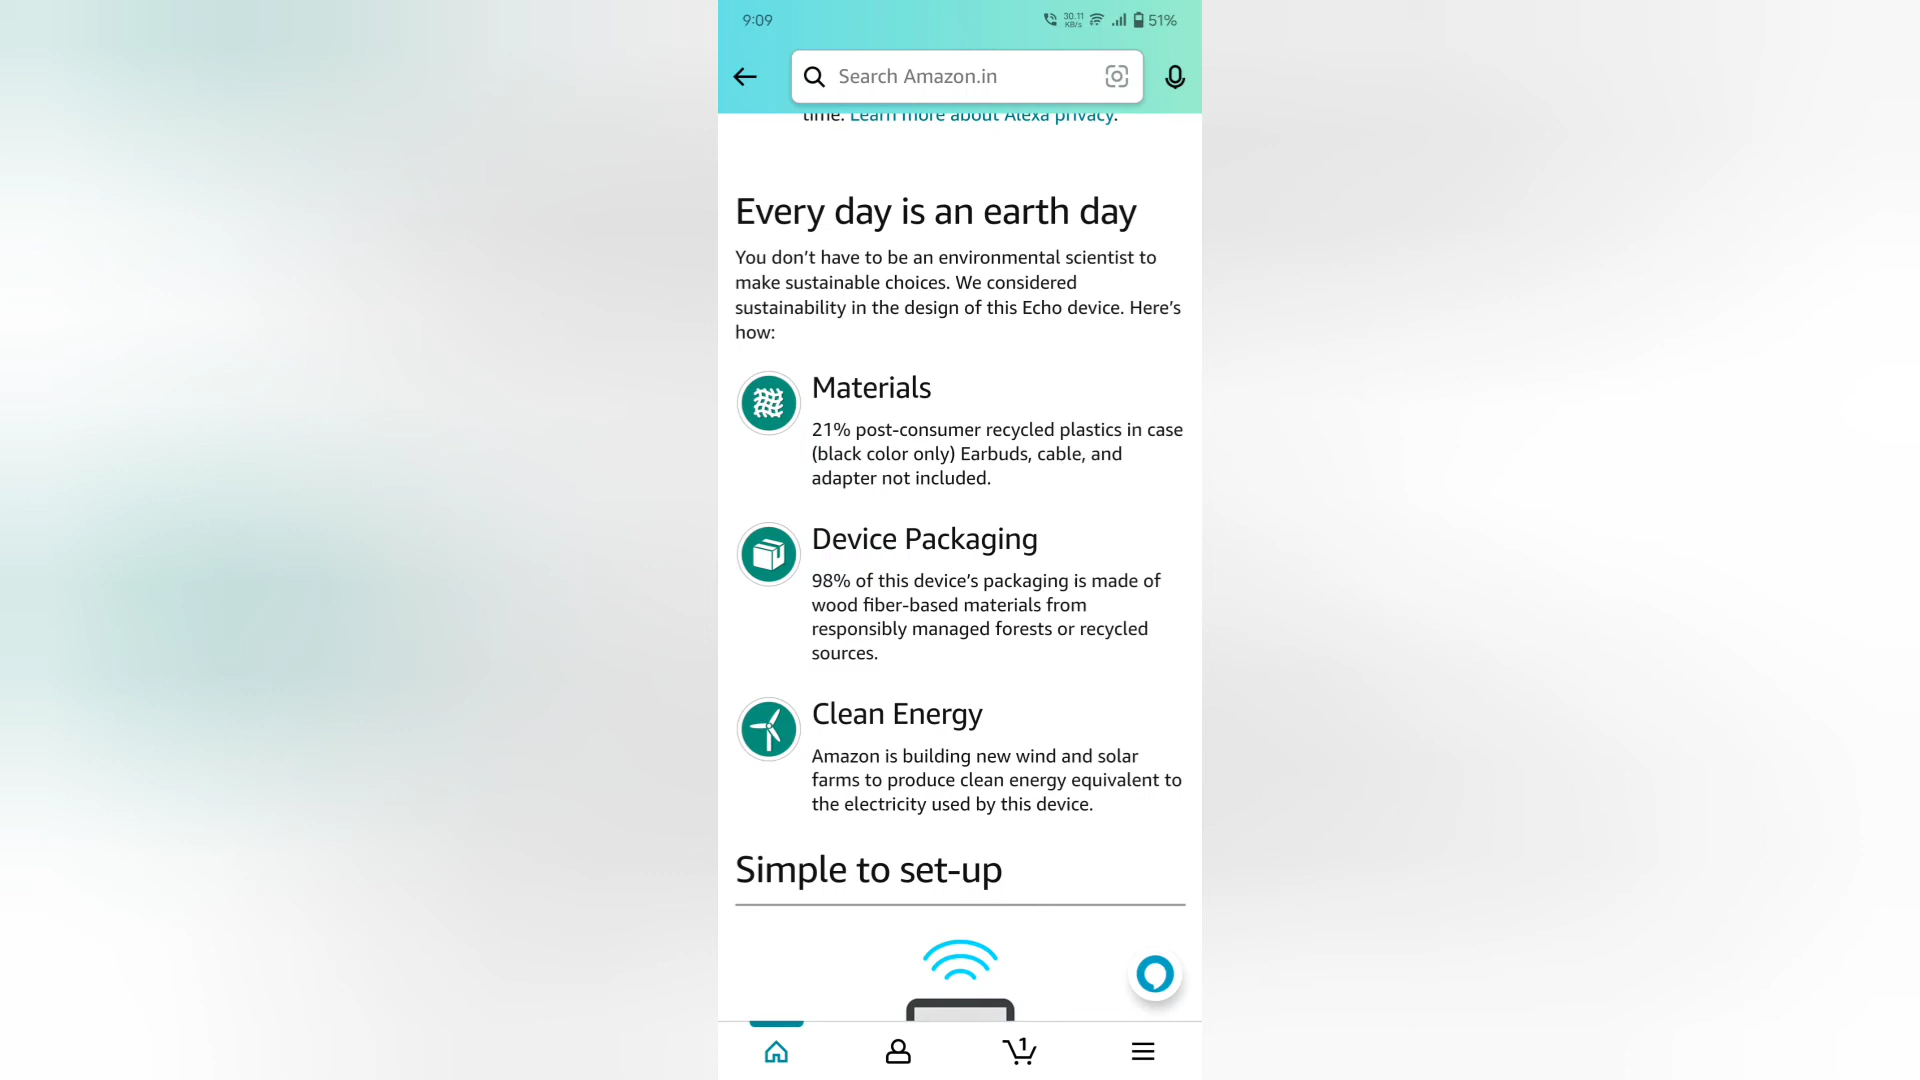 9:09
30.11
KB/s
51%
Search Amazon.in
time. Learn more about Alexa privacy.
Every day is an earth day
You don’t have to be an environmental scientist to
make sustainable choices. We considered
sustainability in the design of this Echo device. Here’s
how:
Materials
21% post-consumer recycled plastics in case
(black color only) Earbuds, cable, and
adapter not included.
Device Packaging
98% of this device’s packaging is made of
wood fiber-based materials from
responsibly managed forests or recycled
sources.
Clean Energy
Amazon is building new wind and solar
farms to produce clean energy equivalent to
the electricity used by this device.
Simple to set-up
1